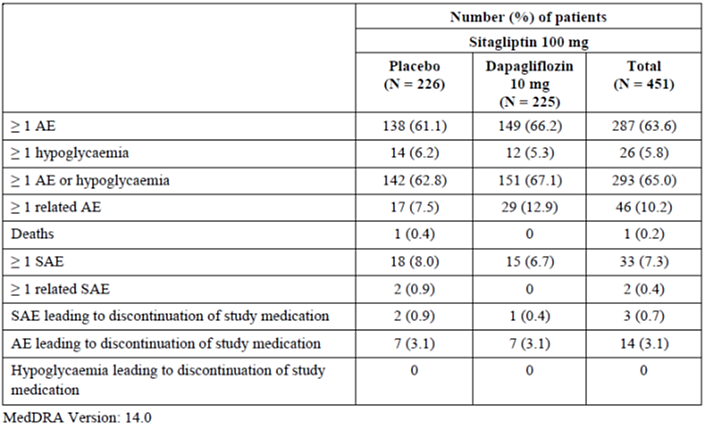 Number (%) of patients
Sitagliptin 100 mg
Placebo
(N = 226)
Dapagliflozin
10 mg
(N = 225)
Total
(N = 451)
≥ 1 AE 138 (61.1) 149 (66.2) 287 (63.6)
≥ 1 hypoglycaemia 14 (6.2) 12 (5.3) 26 (5.8)
≥ 1 AE or hypoglycaemia 142 (62.8) 151 (67.1) 293 (65.0)
≥ 1 related AE 17 (7.5) 29 (12.9) 46 (10.2)
Deaths 1 (0.4) 0 1 (0.2)
≥ 1 SAE 18 (8.0) 15 (6.7) 33 (7.3)
≥ 1 related SAE 2 (0.9) 0 2 (0.4)
SAE leading to discontinuation of study medication 2 (0.9) 1 (0.4) 3 (0.7)
AE leading to discontinuation of study medication 7 (3.1) 7 (3.1) 14 (3.1)
Hypoglycaemia leading to discontinuation of study 0 0 0
medication
MedDRA Version: 14.0